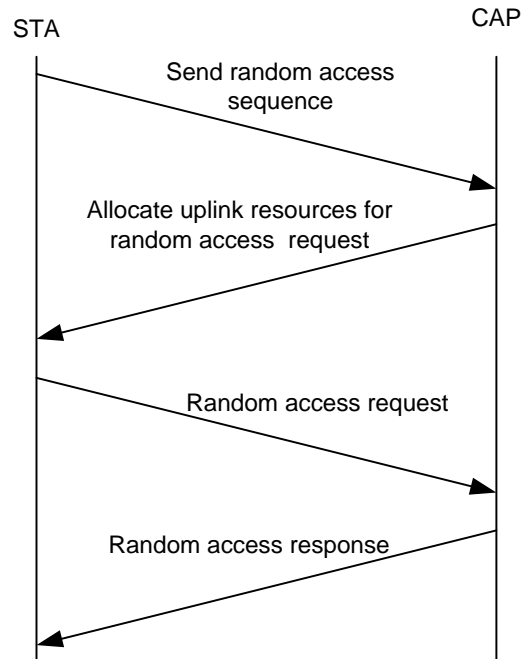 STA
CAP
Send random access
sequence
Allocate uplink resources for
random access request
Random access request
Random access response